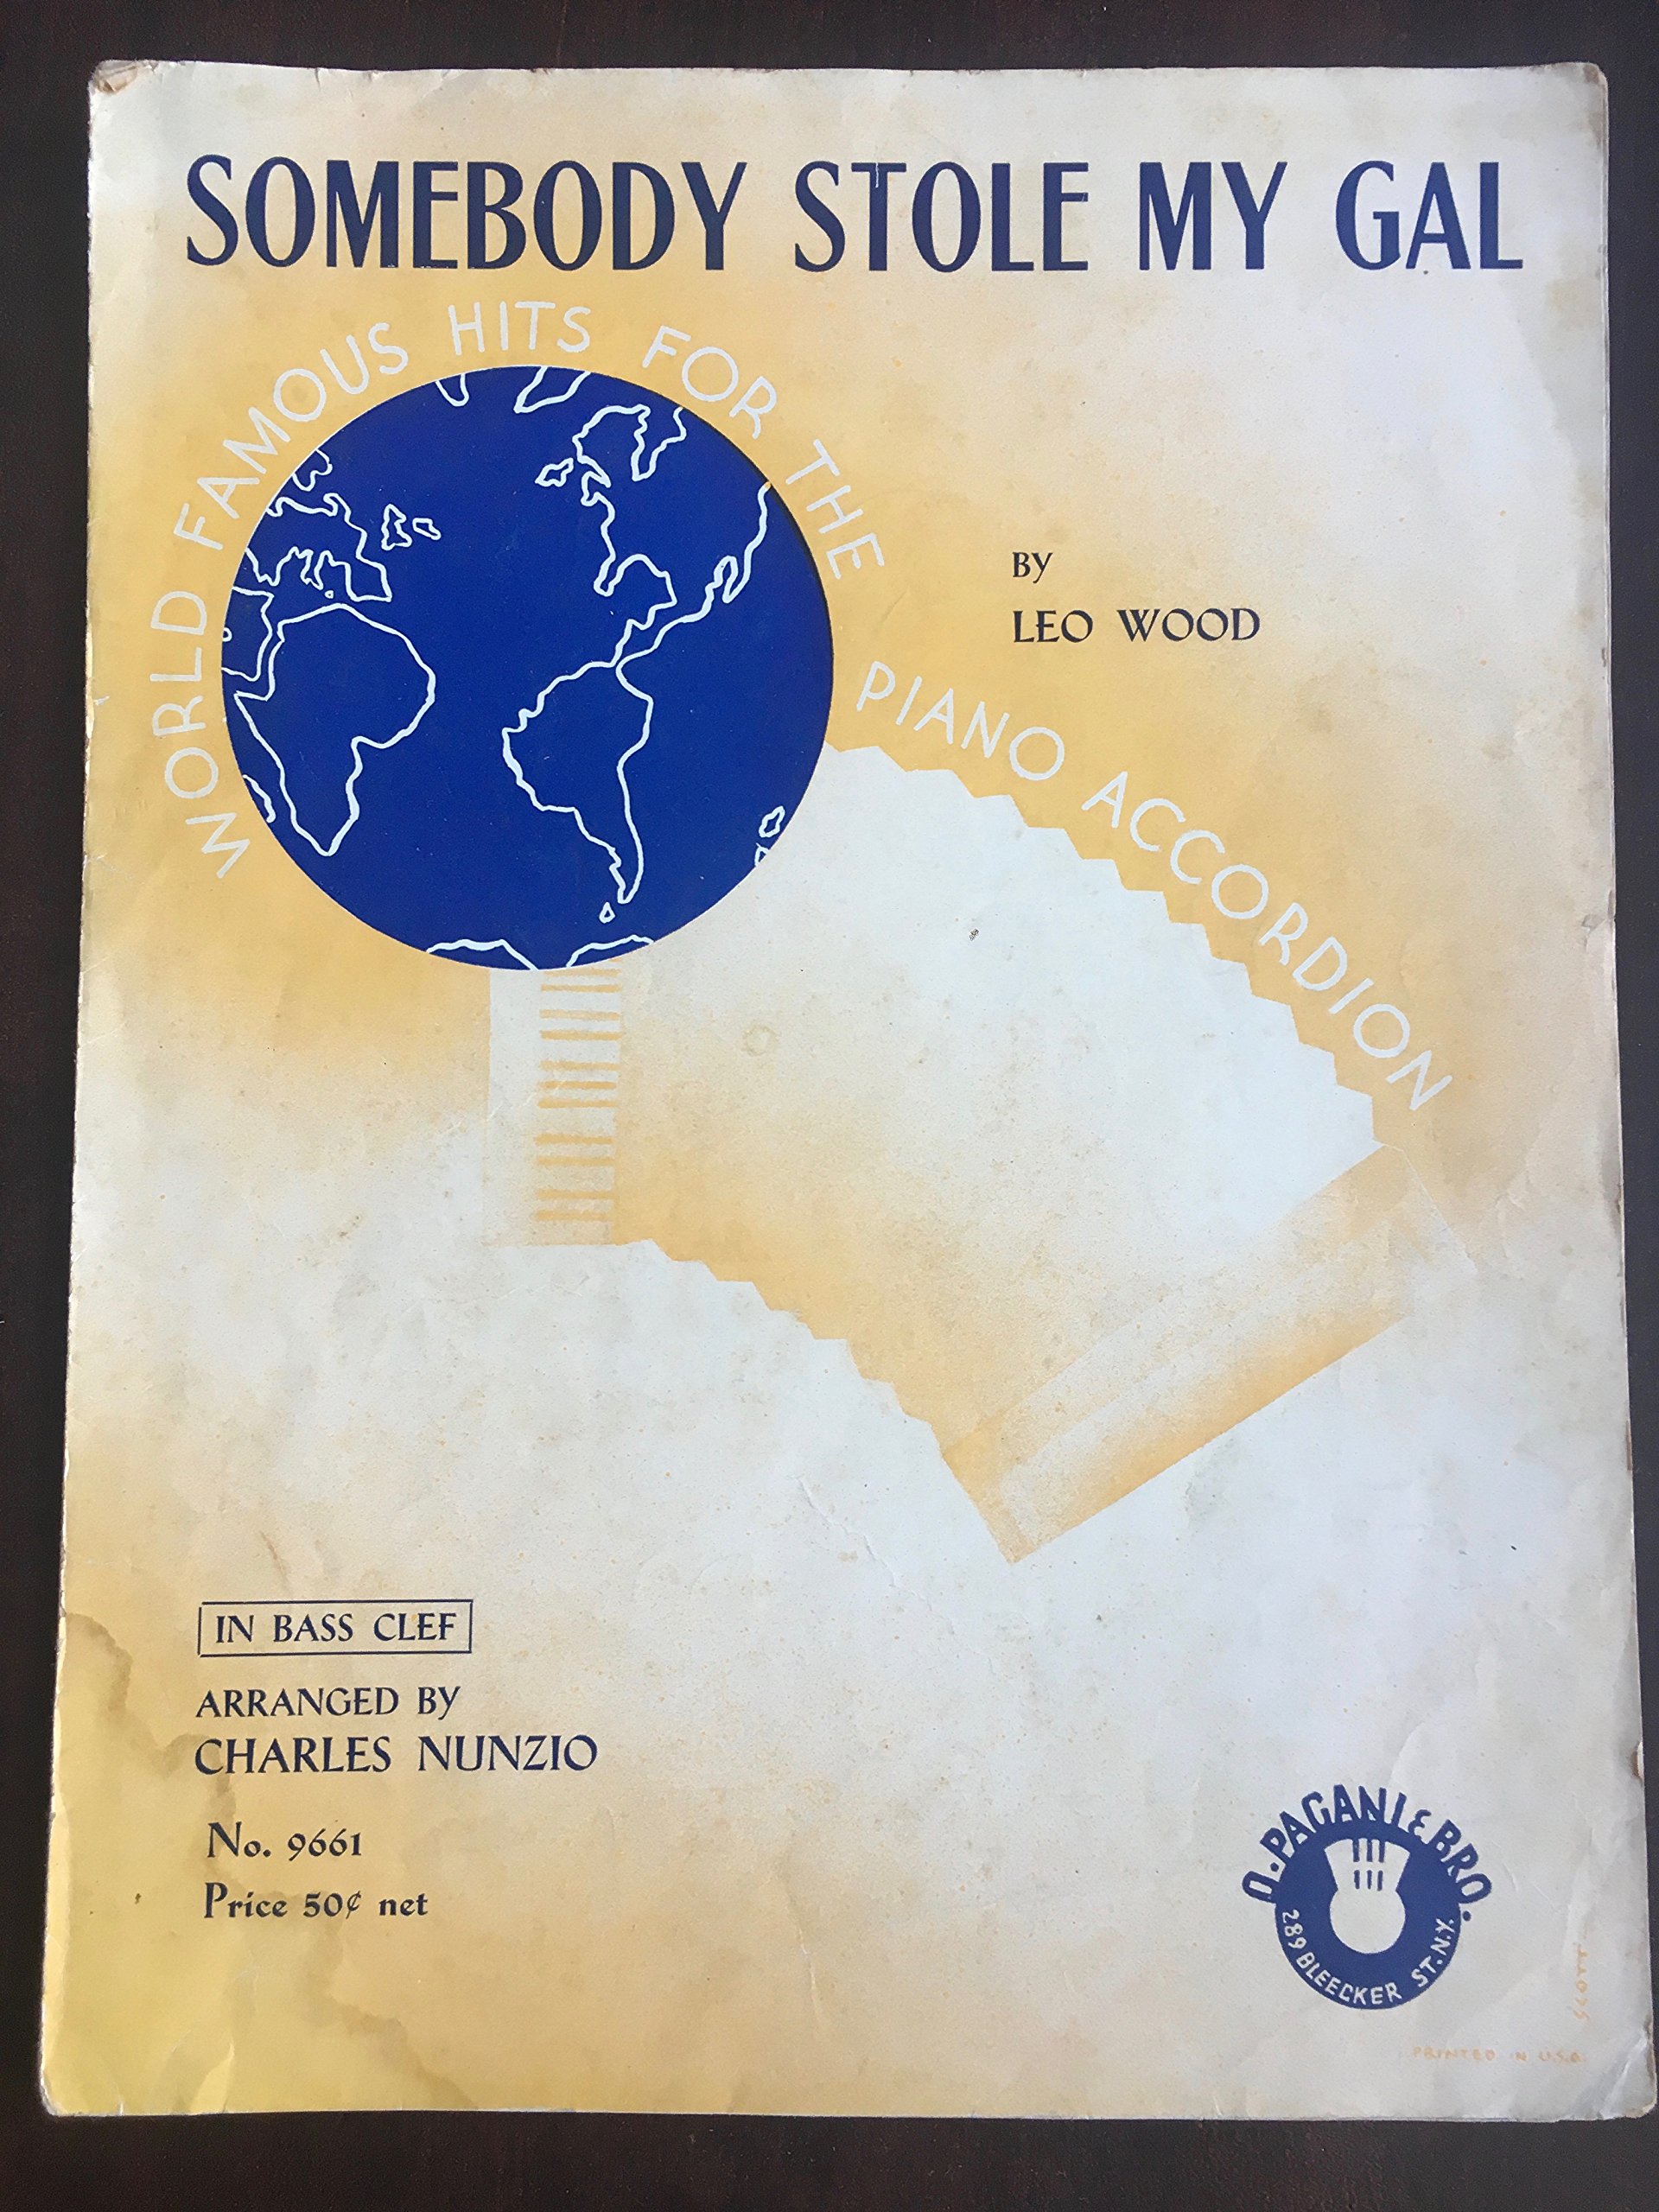 SOMEBODY STOLE MY GAL
WORLD FAMOUS HITS FOR THE PIANO ACCORDION
BY
LEO WOOD
IN BASS CLEF
ARRANGED BY
CHARLES NUNZIO
No. 9661
Price 50¢ net
O. PAGANI & BRO.
289 BLEECKER ST. N.Y.
SCOTT
PRINTED IN U.S.A.